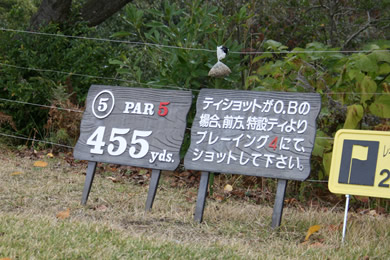 5 PAR 5
455 yds.
ティショットがO.Bの
場合、前方、特設ティより
プレーイング4にて、
ショットして下さい。